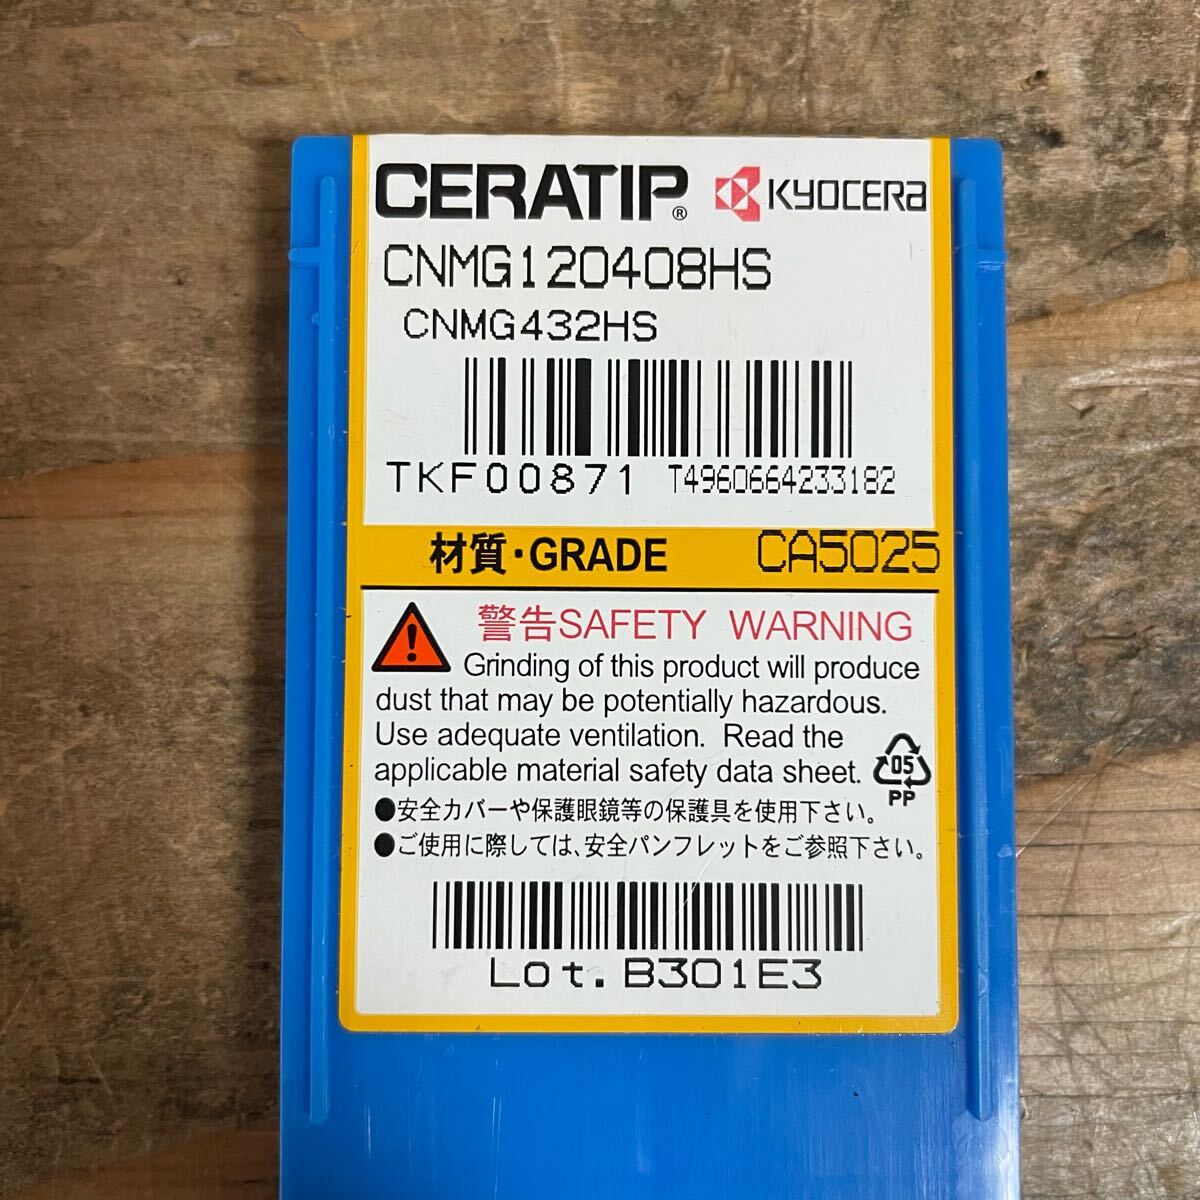 CERATIP® KYOCERA
CNMG120408HS
CNMG432HS
TKF00871 T4960664233182
材質・GRADE CA5025
警告SAFETY WARNING
Grinding of this product will produce
dust that may be potentially hazardous.
Use adequate ventilation. Read the
applicable material safety data sheet.
05
PP
●安全カバーや保護眼鏡等の保護具を使用下さい。
●ご使用に際しては、安全パンフレットをご参照下さい。
Lot. B301E3